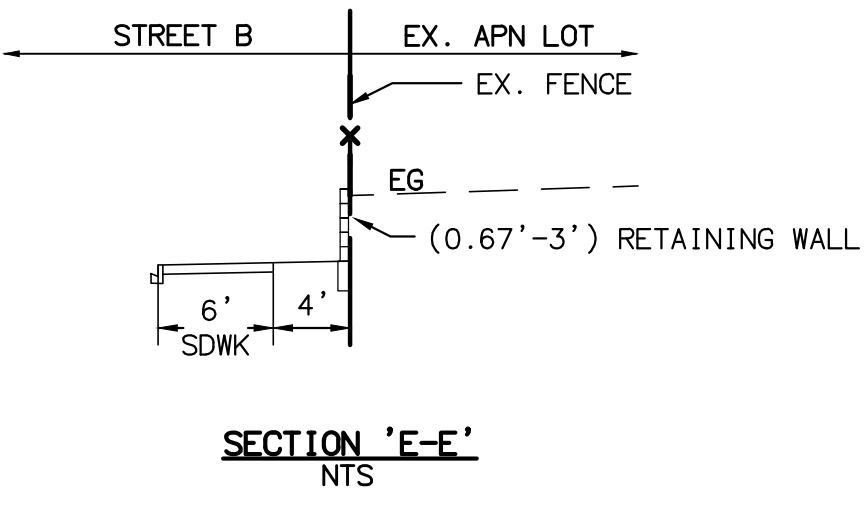 STREET B
EX. APN LOT
EX. FENCE
EG
(0.67'-3') RETAINING WALL
6'
4'
SDWK
SECTION 'E-E'
NTS